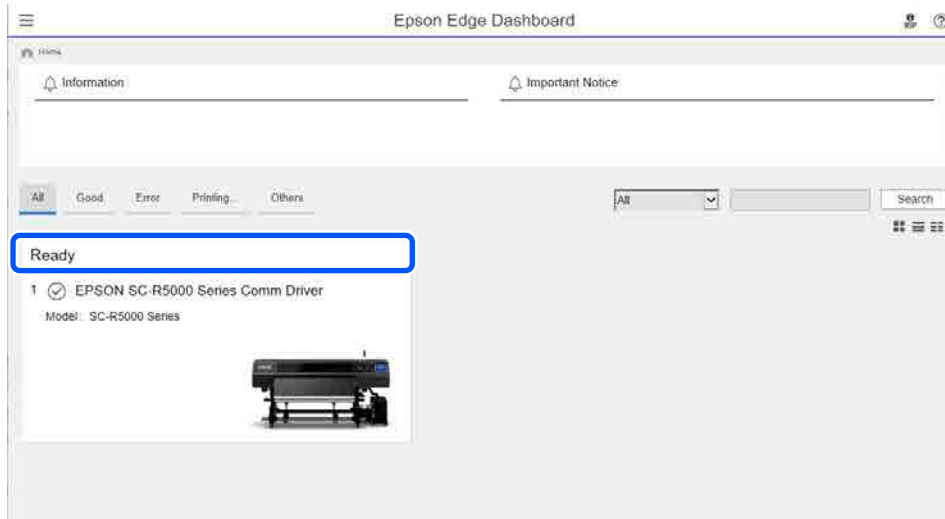 Epson Edge Dashboard
Home
Information
Important Notice
All
Good
Error
Printing...
Others
All
Search
Ready
1 EPSON SC-R5000 Series Comm Driver
Model: SC-R5000 Series